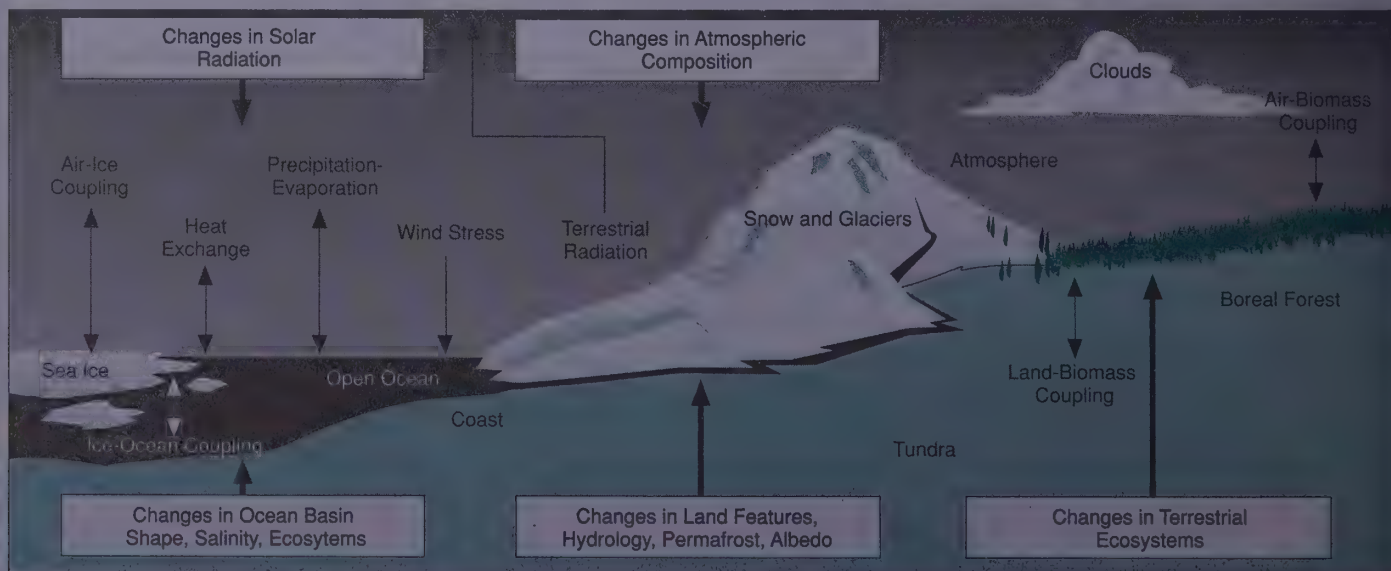 Changes in Solar
Radiation
Changes in Atmospheric
Composition
Clouds
Air-Biomass
Coupling
Atmosphere
Air-Ice
Coupling
Precipitation-
Evaporation
Heat
Exchange
Wind Stress
Terrestrial
Radiation
Snow and Glaciers
Boreal Forest
Sea Ice
Open Ocean
Land-Biomass
Coupling
Coast
Ice-Ocean Coupling
Tundra
Changes in Ocean Basin
Shape, Salinity, Ecosytems
Changes in Land Features,
Hydrology, Permafrost, Albedo
Changes in Terrestrial
Ecosystems